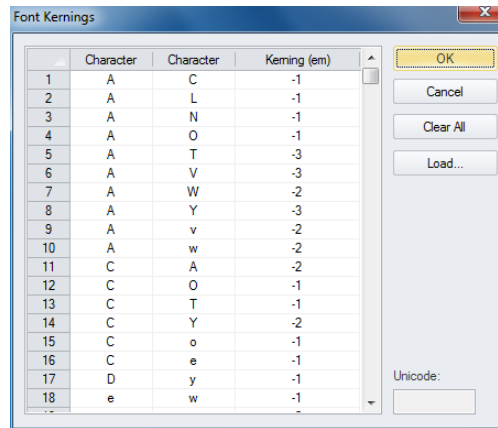 Font Kernings
Character Character Kerning (em)
1 A C -1
2 A L -1
3 A N -1
4 A O -1
5 A T -3
6 A V -3
7 A W -2
8 A Y -3
9 A v -2
10 A w -2
11 C A -2
12 C O -1
13 C T -1
14 C Y -2
15 C o -1
16 C e -1
17 D y -1
18 e w -1
OK
Cancel
Clear All
Load...
Unicode: